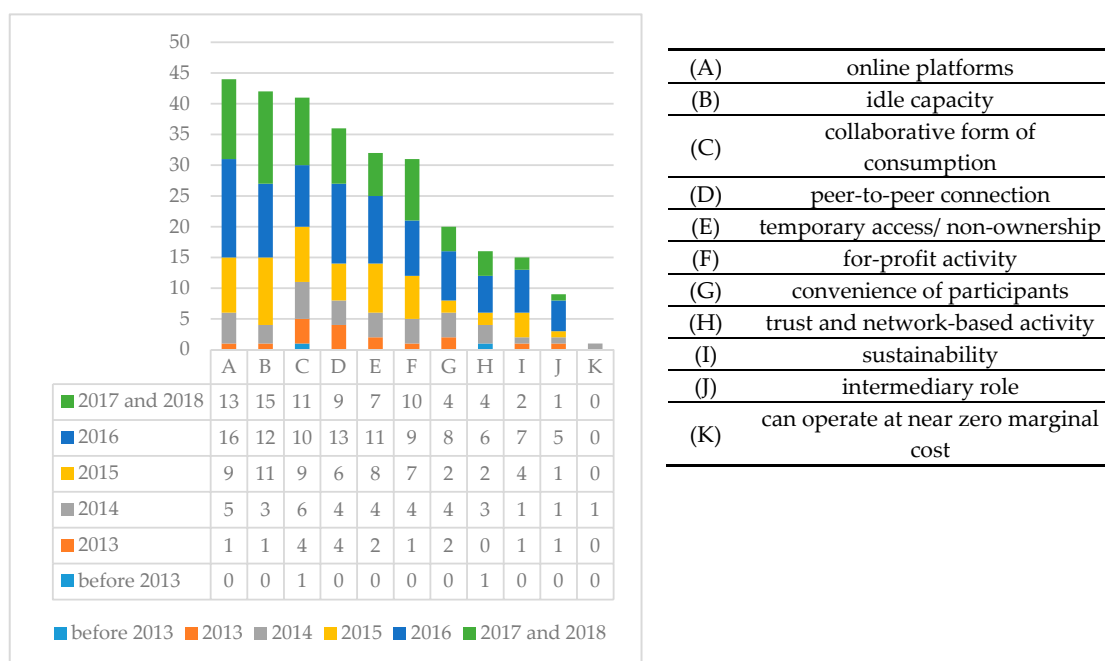 50
45
40
35
30
25
20
15
10
5
0
A B C D E F G H I J K
2017 and 2018 13 15 11 9 7 10 4 4 2 1 0
2016 16 12 10 13 11 9 8 6 7 5 0
2015 9 11 9 6 8 7 2 2 4 1 0
2014 5 3 6 4 4 4 4 3 1 1 1
2013 1 1 4 4 2 1 2 0 1 1 0
before 2013 0 0 1 0 0 0 0 1 0 0 0
before 2013 2013 2014 2015 2016 2017 and 2018
(A) online platforms
(B) idle capacity
(C) collaborative form of
consumption
(D) peer-to-peer connection
(E) temporary access/ non-ownership
(F) for-profit activity
(G) convenience of participants
(H) trust and network-based activity
(I) sustainability
(J) intermediary role
(K) can operate at near zero marginal
cost